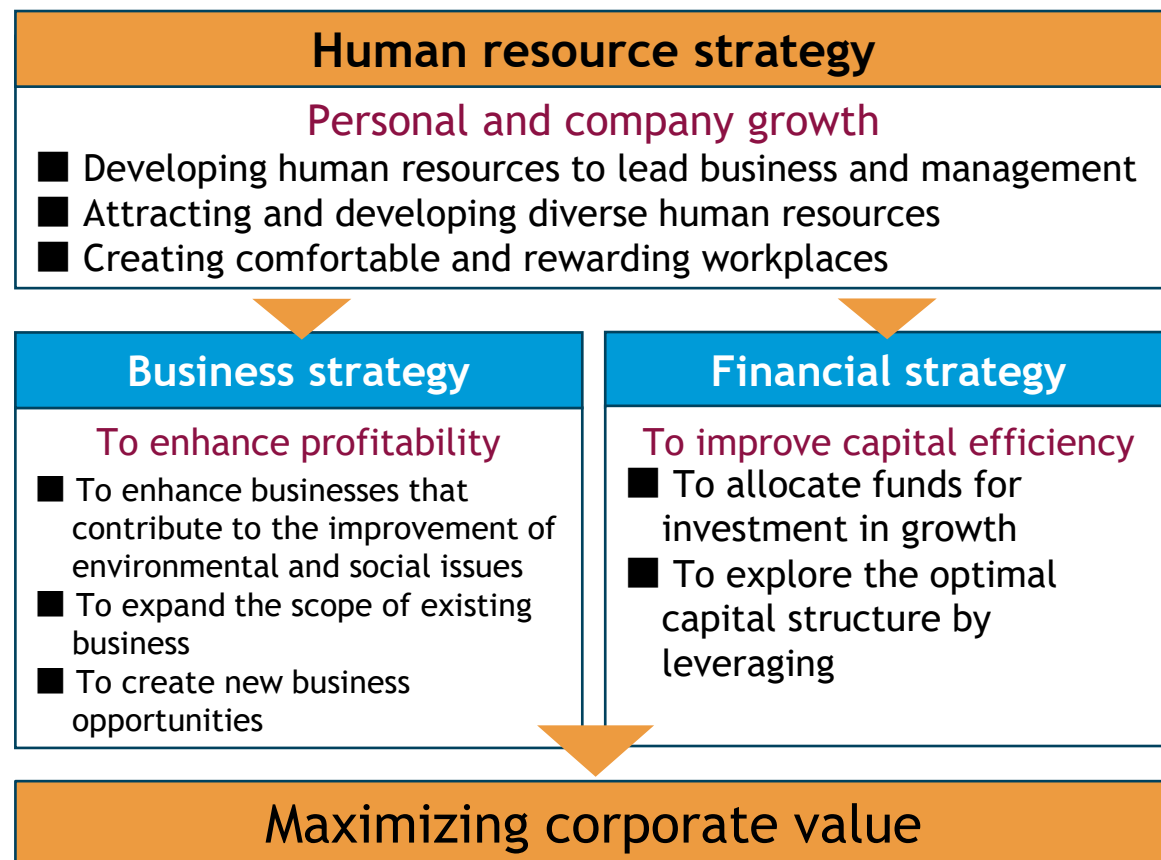 Human resource strategy
Personal and company growth
■ Developing human resources to lead business and management
■ Attracting and developing diverse human resources
■ Creating comfortable and rewarding workplaces
Business strategy
To enhance profitability
■ To enhance businesses that
contribute to the improvement of
environmental and social issues
■ To expand the scope of existing
business
■ To create new business
opportunities
Financial strategy
To improve capital efficiency
■ To allocate funds for
investment in growth
■ To explore the optimal
capital structure by
leveraging
Maximizing corporate value